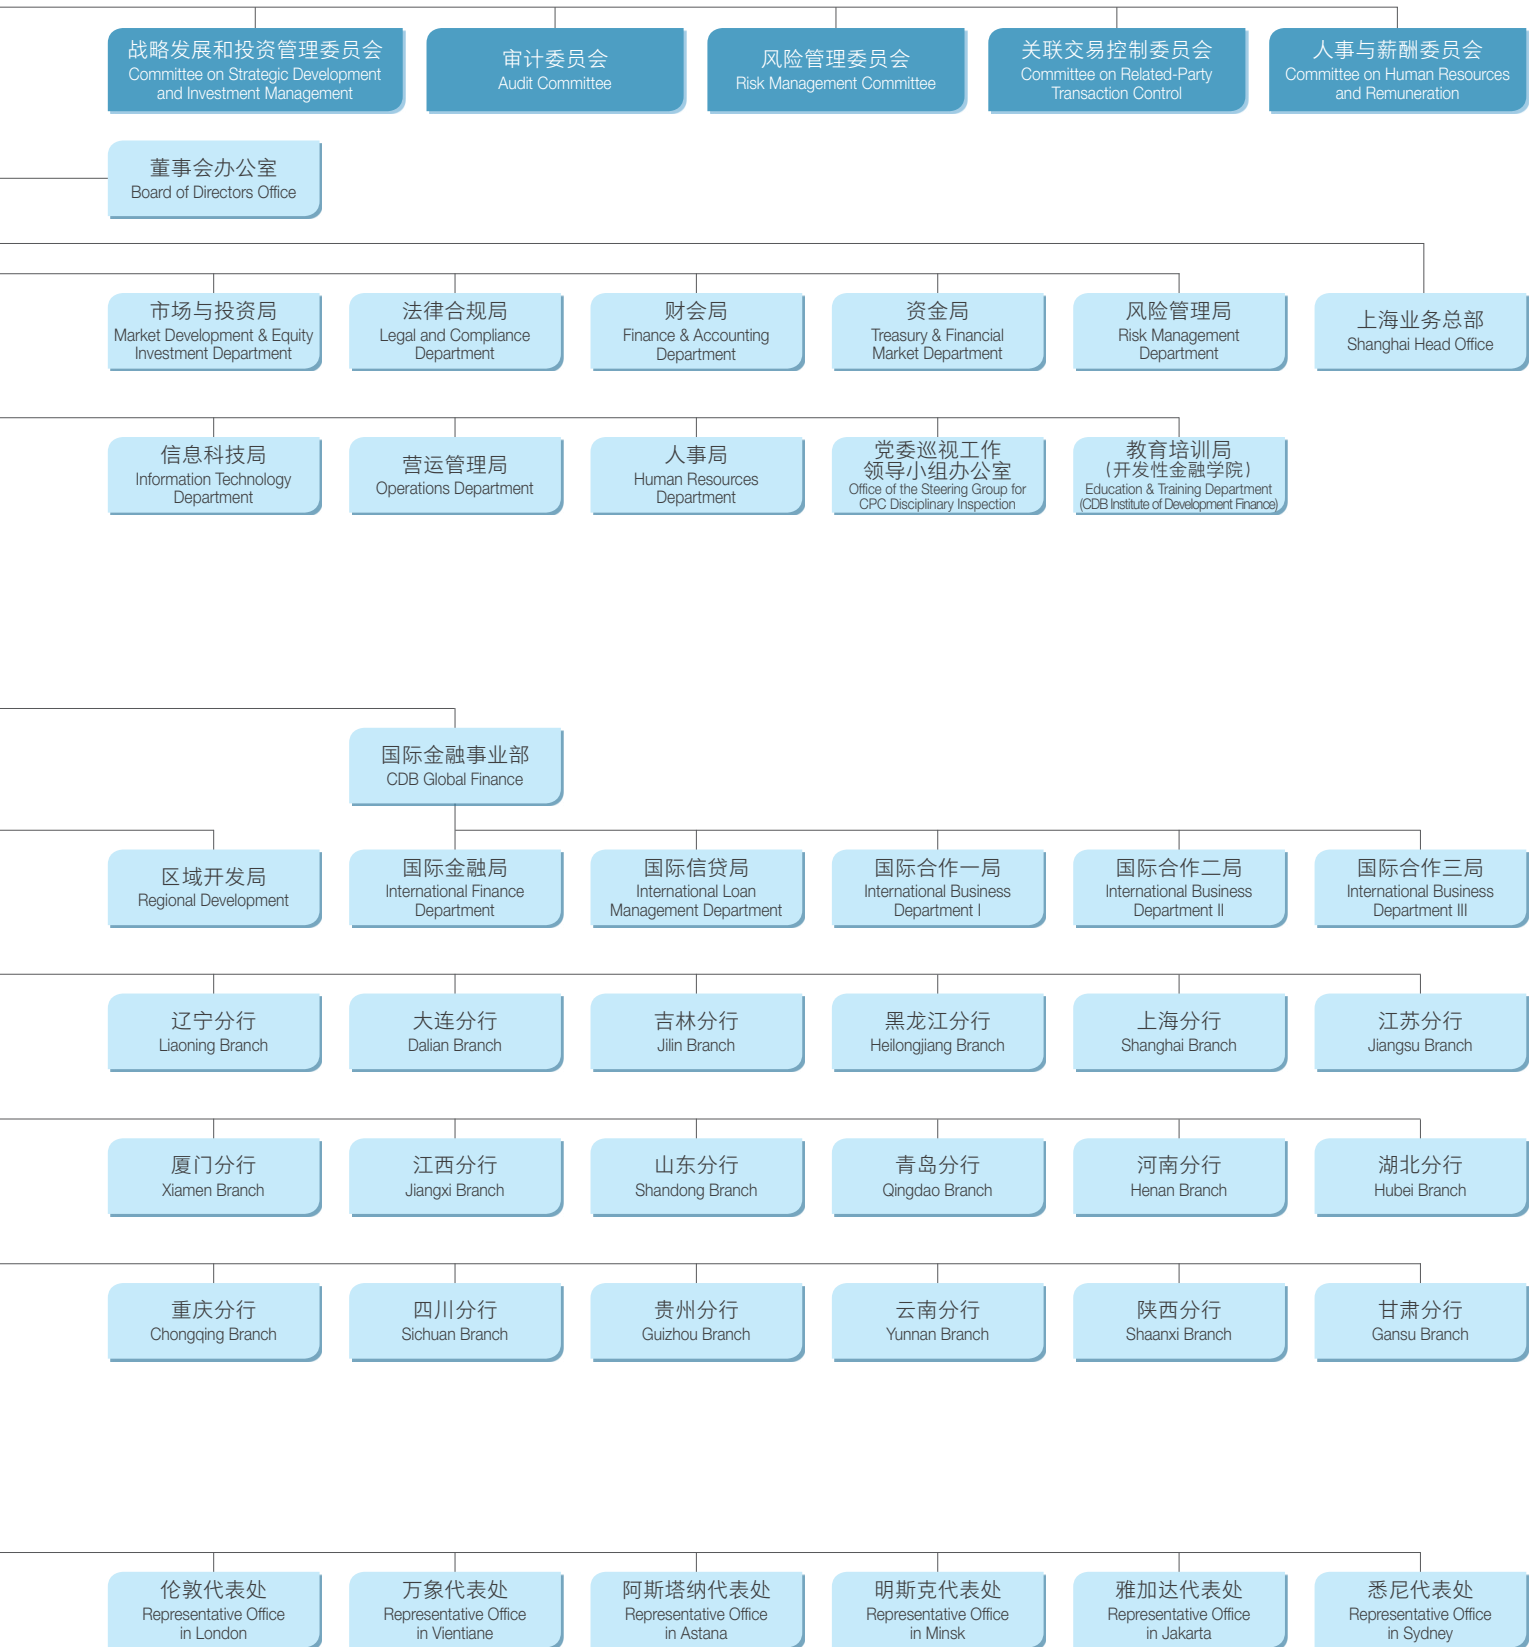 战略发展和投资管理委员会
Committee on Strategic Development
and Investment Management
审计委员会
Audit Committee
风险管理委员会
Risk Management Committee
关联交易控制委员会
Committee on Related-Party
Transaction Control
人事与薪酬委员会
Committee on Human Resources
and Remuneration
董事会办公室
Board of Directors Office
市场与投资局
Market Development & Equity
Investment Department
法律合规局
Legal and Compliance
Department
财会局
Finance & Accounting
Department
资金局
Treasury & Financial
Market Department
风险管理局
Risk Management
Department
上海业务总部
Shanghai Head Office
信息科技局
Information Technology
Department
营运管理局
Operations Department
人事局
Human Resources
Department
党委巡视工作
领导小组办公室
Office of the Steering Group for
CPC Disciplinary Inspection
教育培训局
(开发性金融学院)
Education & Training Department
(CDB Institute of Development Finance)
国际金融事业部
CDB Global Finance
区域开发局
Regional Development
国际金融局
International Finance
Department
国际信贷局
International Loan
Management Department
国际合作一局
International Business
Department I
国际合作二局
International Business
Department II
国际合作三局
International Business
Department III
辽宁分行
Liaoning Branch
大连分行
Dalian Branch
吉林分行
Jilin Branch
黑龙江分行
Heilongjiang Branch
上海分行
Shanghai Branch
江苏分行
Jiangsu Branch
厦门分行
Xiamen Branch
江西分行
Jiangxi Branch
山东分行
Shandong Branch
青岛分行
Qingdao Branch
河南分行
Henan Branch
湖北分行
Hubei Branch
重庆分行
Chongqing Branch
四川分行
Sichuan Branch
贵州分行
Guizhou Branch
云南分行
Yunnan Branch
陕西分行
Shaanxi Branch
甘肃分行
Gansu Branch
伦敦代表处
Representative Office
in London
万象代表处
Representative Office
in Vientiane
阿斯塔纳代表处
Representative Office
in Astana
明斯克代表处
Representative Office
in Minsk
雅加达代表处
Representative Office
in Jakarta
悉尼代表处
Representative Office
in Sydney